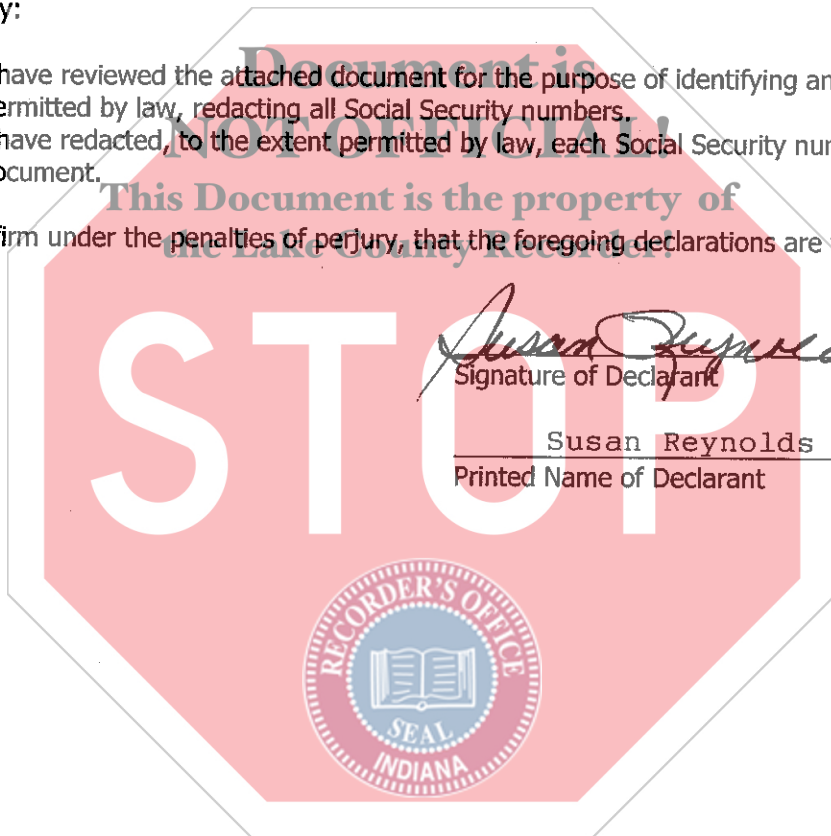 y:
Document is
have reviewed the attached document for the purpose of identifying an
ermitted by law, redacting all Social Security numbers.
NOT OFFICIAL!
have redacted, to the extent permitted by law, each Social Security nu
ocument.
This Document is the property of
firm under the penalties of perjury, that the foregoing declarations are
the Lake County Recorder!
STOP
Susan Reynol
Signature of Declarant
Susan Reynolds
Printed Name of Declarant
RECORDER'S OFFICE
SEAL
INDIANA